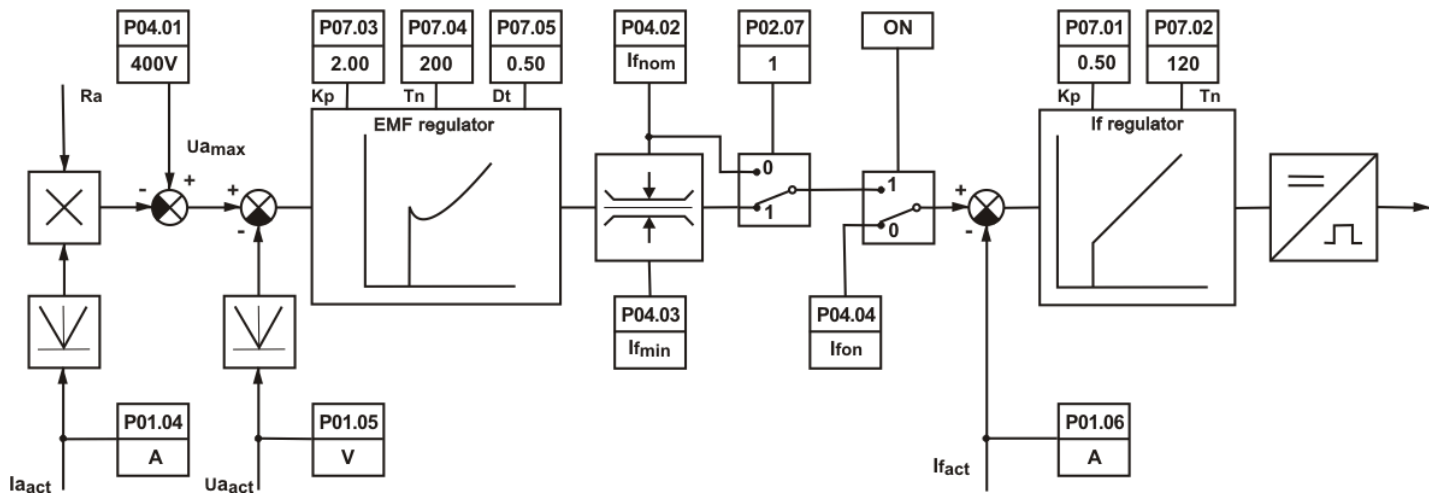 P04.01
400V
P07.03
2.00
P07.04
200
P07.05
0.50
P04.02
Ifnom
P02.07
1
ON
P07.01
0.50
P07.02
120
Ra
Kp
Tn
Dt
Kp
Tn
EMF regulator
If regulator
Uamax
0
1
1
0
- + + -
+ -
P04.03
Ifmin
P04.04
Ifon
P01.04
A
P01.05
V
P01.06
A
Iaact
Uaact
Ifact